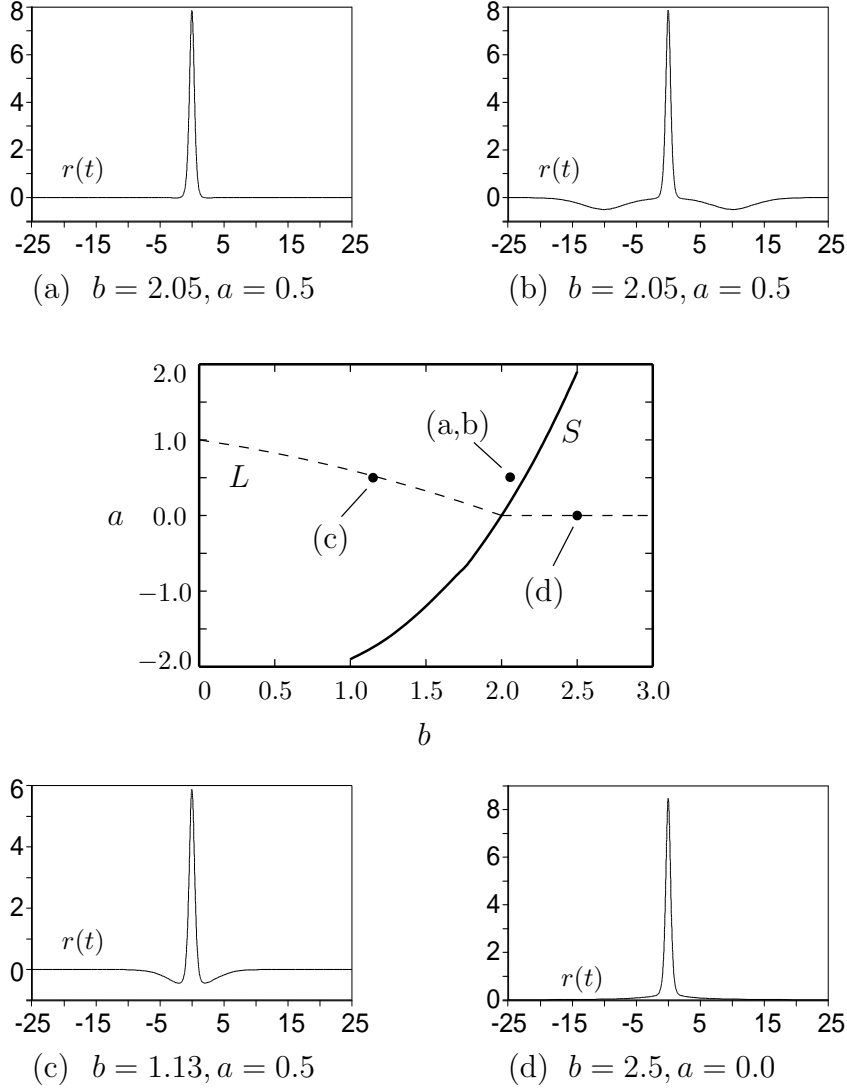 8
6
4
2
0
r(t)
-25 -15 -5 5 15 25
(a) b = 2.05, a = 0.5
8
6
4
2
0
r(t)
-25 -15 -5 5 15 25
(b) b = 2.05, a = 0.5
2.0
1.0
0.0
−1.0
−2.0
a
(a,b)
S
L
(c)
(d)
0 0.5 1.0 1.5 2.0 2.5 3.0
b
6
4
2
0
r(t)
-25 -15 -5 5 15 25
(c) b = 1.13, a = 0.5
8
6
4
2
0
r(t)
-25 -15 -5 5 15 25
(d) b = 2.5, a = 0.0